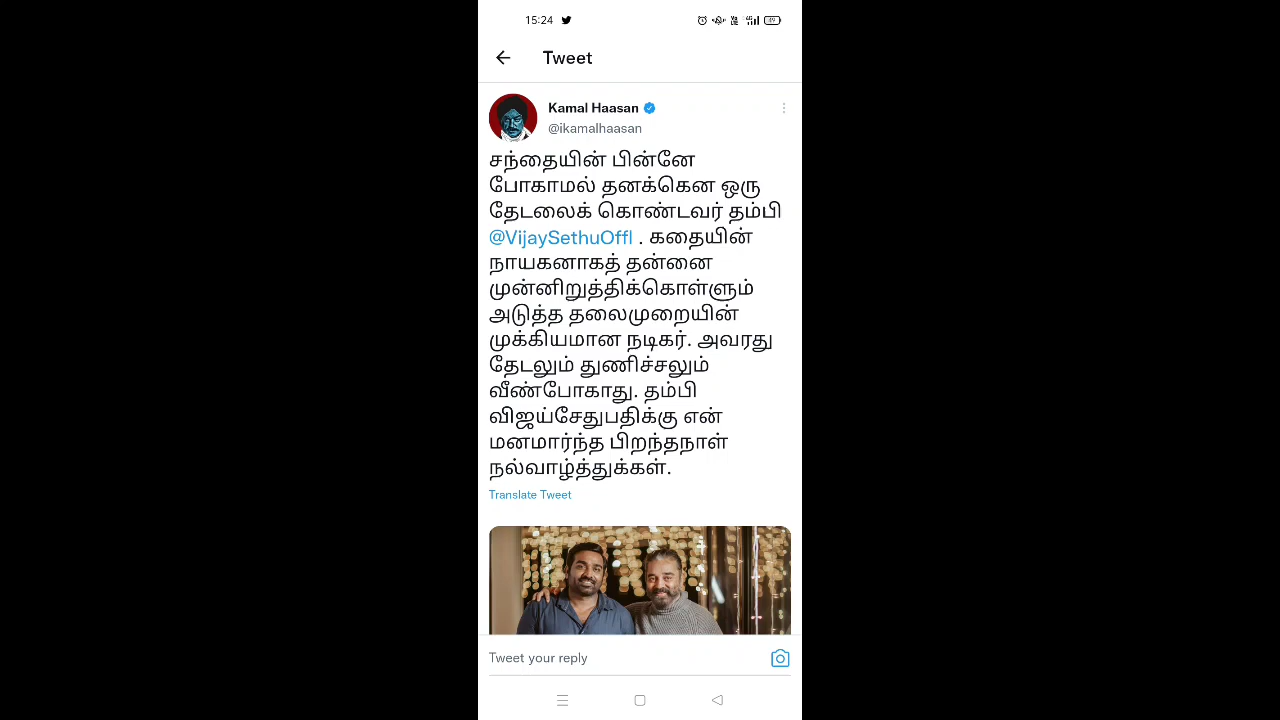 15:24
Tweet
Kamal Haasan
@ikamalhaasan
சந்தையின் பின்னே
போகாமல் தனக்கென ஒரு
தேடலைக் கொண்டவர் தம்பி
@VijaySethuOffl . கதையின்
நாயகனாகத் தன்னை
முன்னிறுத்திக்கொள்ளும்
அடுத்த தலைமுறையின்
முக்கியமான நடிகர். அவரது
தேடலும் துணிச்சலும்
வீண்போகாது. தம்பி
விஜய்சேதுபதிக்கு என்
மனமார்ந்த பிறந்தநாள்
நல்வாழ்த்துக்கள்.
Translate Tweet
Tweet your reply